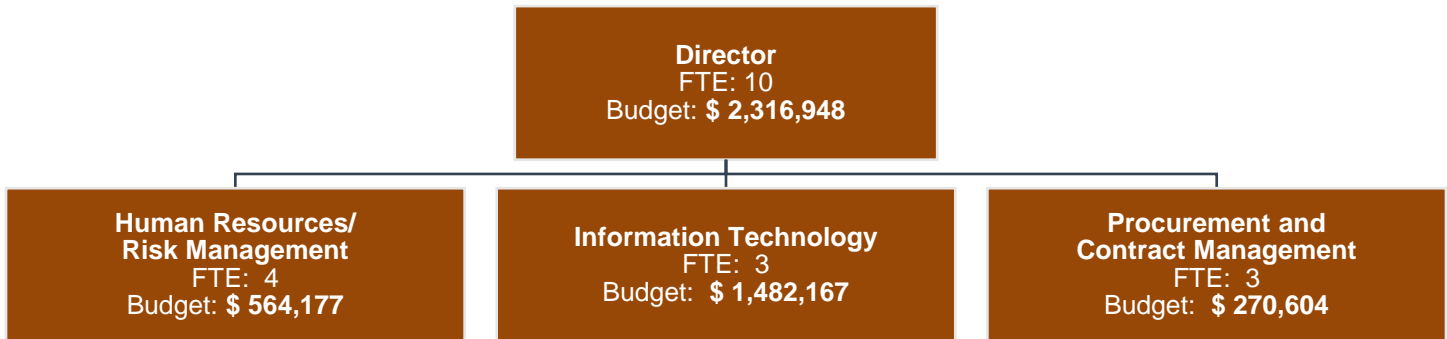 Director
FTE: 10
Budget: $ 2,316,948
Human Resources/
Risk Management
FTE: 4
Budget: $ 564,177
Information Technology
FTE: 3
Budget: $ 1,482,167
Procurement and
Contract Management
FTE: 3
Budget: $ 270,604